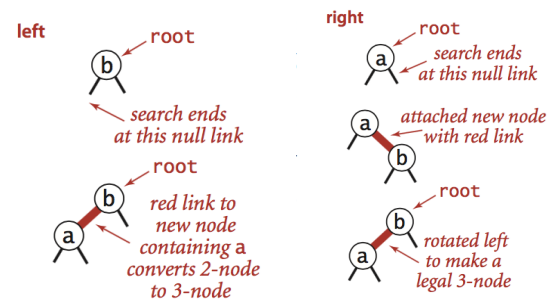 left
root
b
search ends
at this null link
root
b
a
red link to
new node
containing a
converts 2-node
to 3-node
right
root
a
search ends
at this null link
a
attached new node
with red link
b
root
b
a
rotated left
to make a
legal 3-node